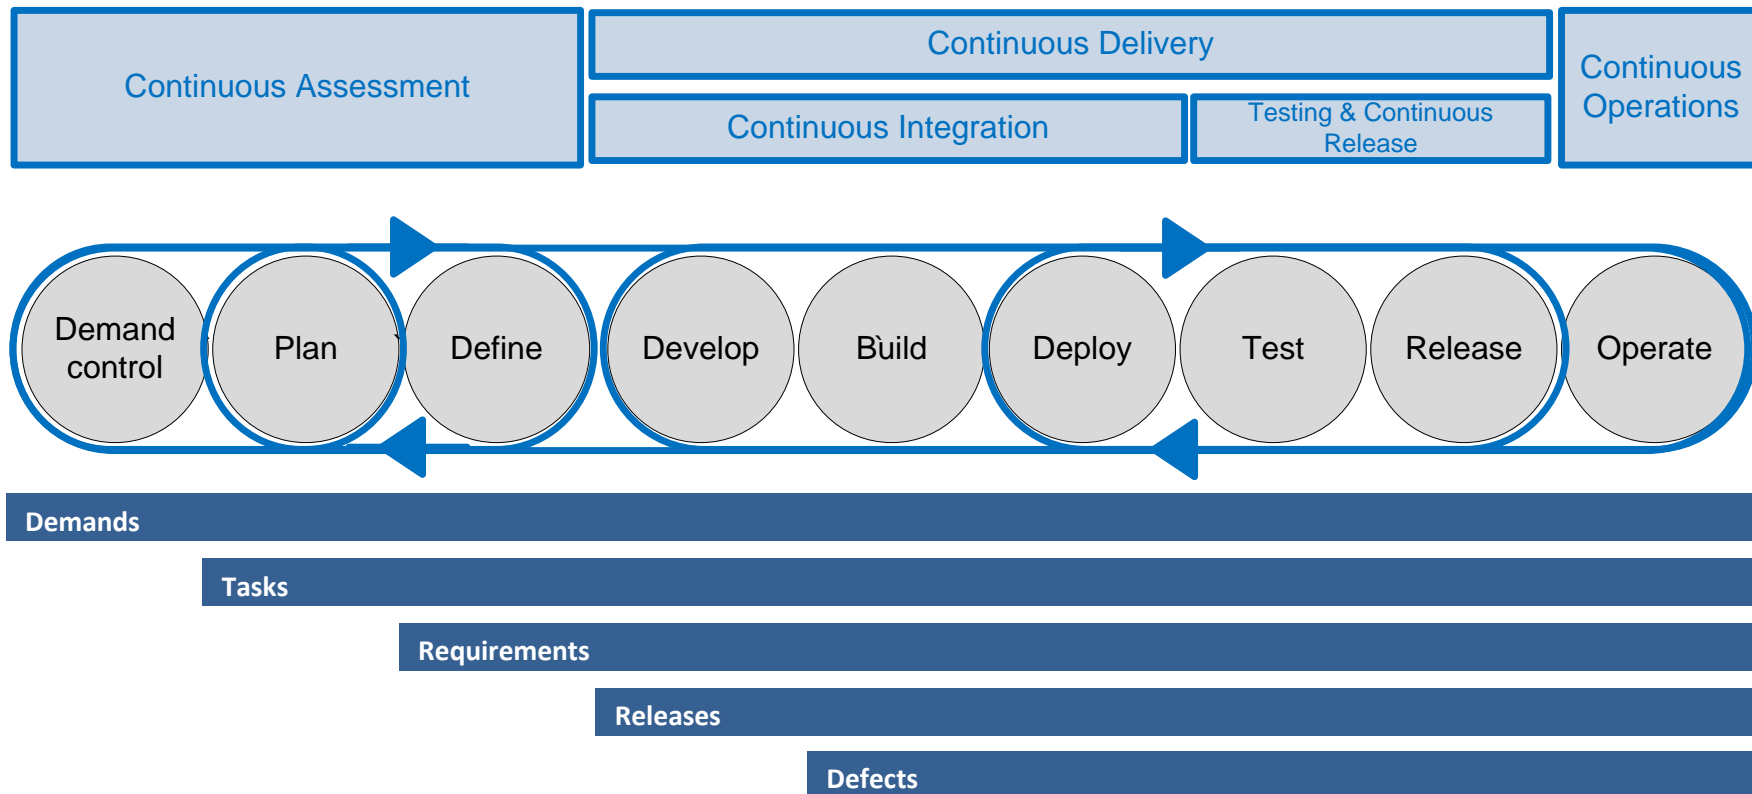 Continuous Assessment
Continuous Delivery
Continuous
Operations
Continuous Integration
Testing & Continuous
Release
Demand
control
Plan
Define
Develop
Build
Deploy
Test
Release
Operate
Demands
Tasks
Requirements
Releases
Defects